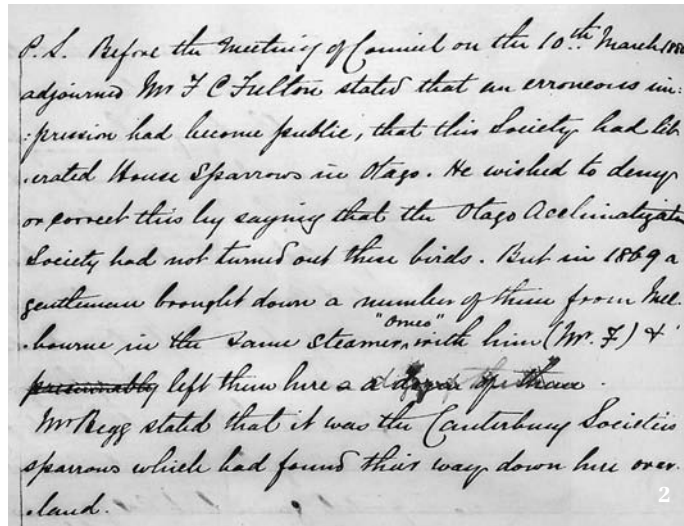 P.S. Before the Meeting of Council on the 10th March 188
adjourned Mr F C Fulton stated that an erroneous im:
:pression had become public, that this Society had lib
.erated House Sparrows in Otago. He wished to deny
or correct this by saying that the Otago Acclimatizatn
Society had not turned out these birds. But in 1869 a
gentleman brought down a number of them from Mel
.bourne in the same steamer "Omeo" with him (Mr. F) &
presumably left them here
Mr Begg stated that it was the Canterbury Societies
sparrows which had found their way down here over
.land.
2